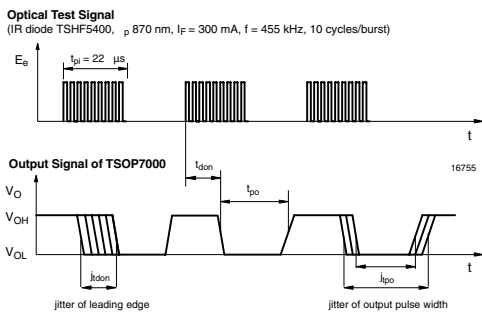 Optical Test Signal
(IR diode TSHF5400, p 870 nm, IF = 300 mA, f = 455 kHz, 10 cycles/burst)
Ee
tpi = 22 µs
t
Output Signal of TSOP7000
tdon
16755
VO
tpo
VOH
VOL
t
jtdon
jtpo
jitter of leading edge
jitter of output pulse width